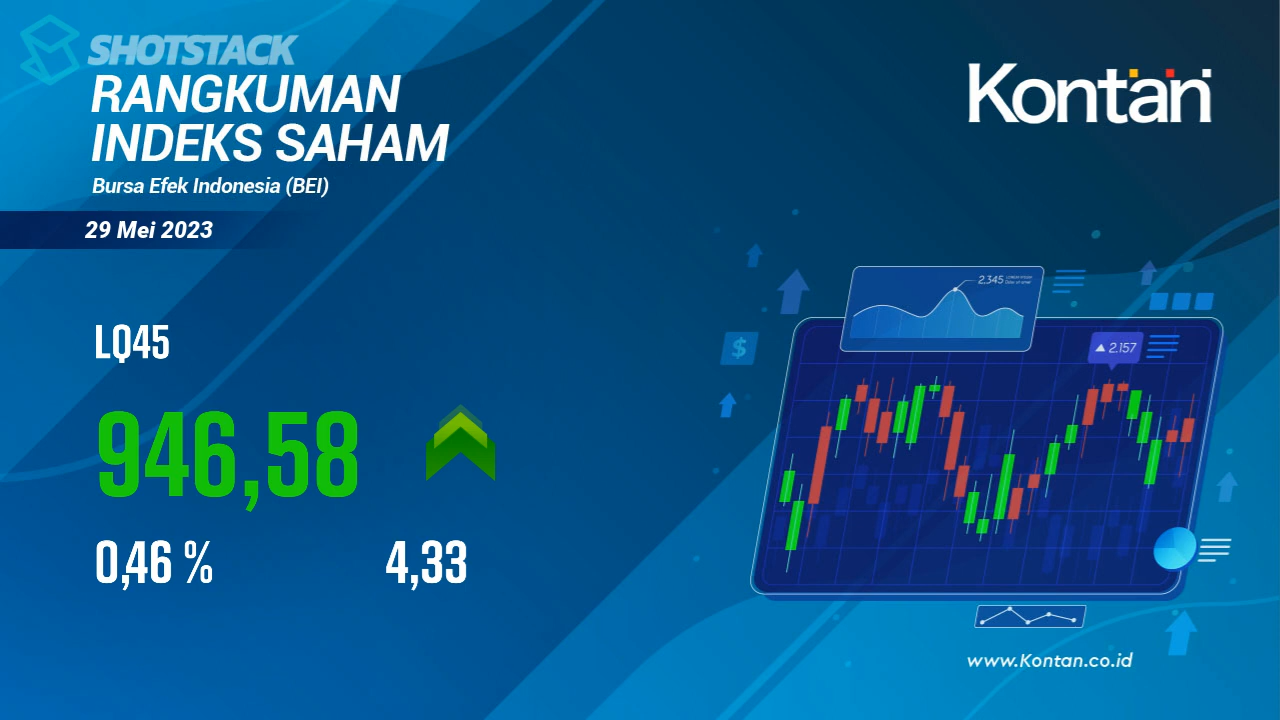 SHOTSTACK
RANGKUMAN
INDEKS SAHAM
Bursa Efek Indonesia (BEI)
29 Mei 2023
Kontan
LQ45
946,58
0,46 %
4,33
2.345
2.157
www.Kontan.co.id